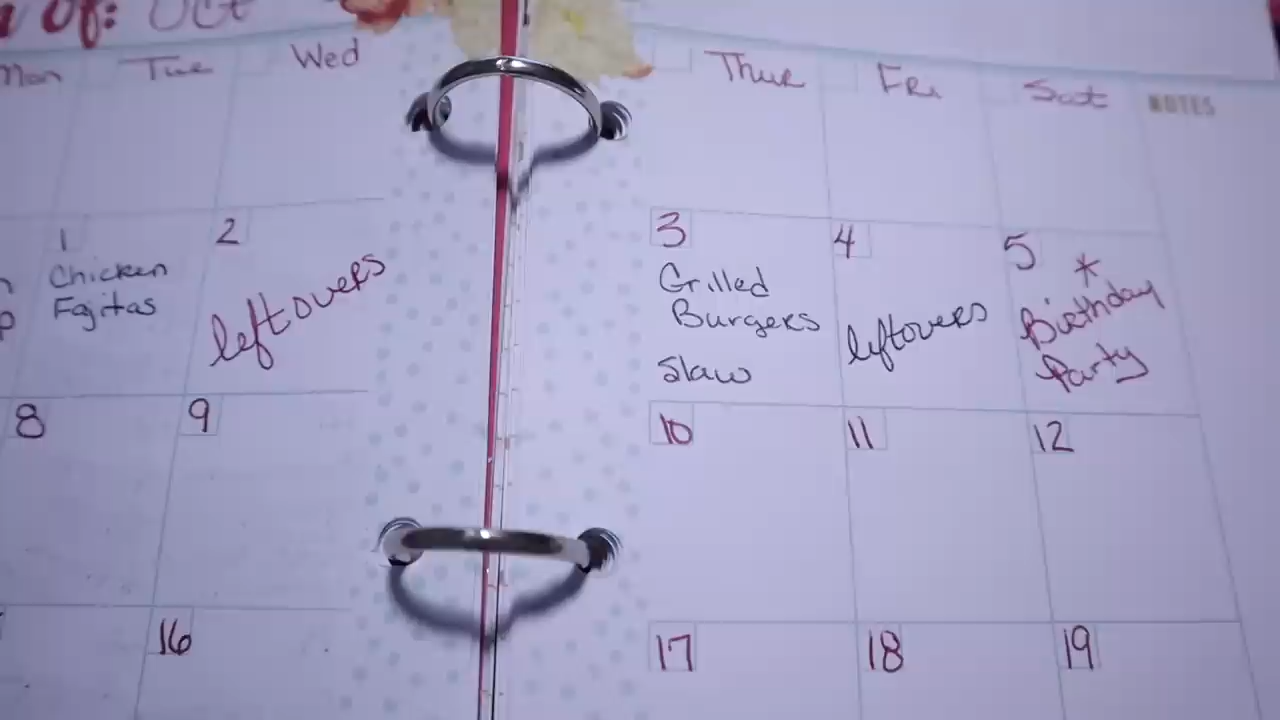 Of: Oct
Mon Tue Wed Thur Fri Sat NOTES
1 2 3 4 5 *
Chicken
Fajitas
leftovers
Grilled
Burgers
Slaw
leftovers
Birthday
Party
8 9 10 11 12
16 17 18 19